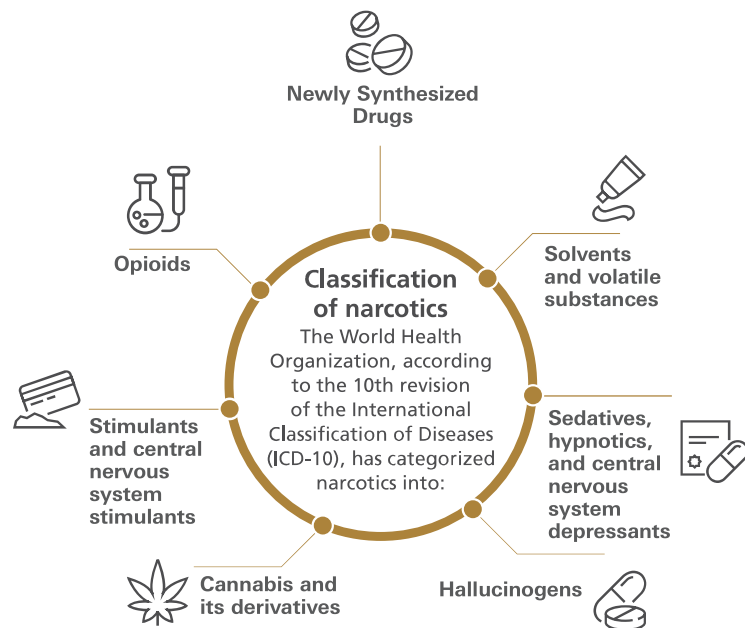 Newly Synthesized
Drugs
Opioids
Solvents
and volatile
substances
Classification
of narcotics
The World Health
Organization, according
to the 10th revision
of the International
Classification of Diseases
(ICD-10), has categorized
narcotics into:
Stimulants
and central
nervous
system
stimulants
Sedatives,
hypnotics,
and central
nervous
system
depressants
Cannabis and
its derivatives
Hallucinogens